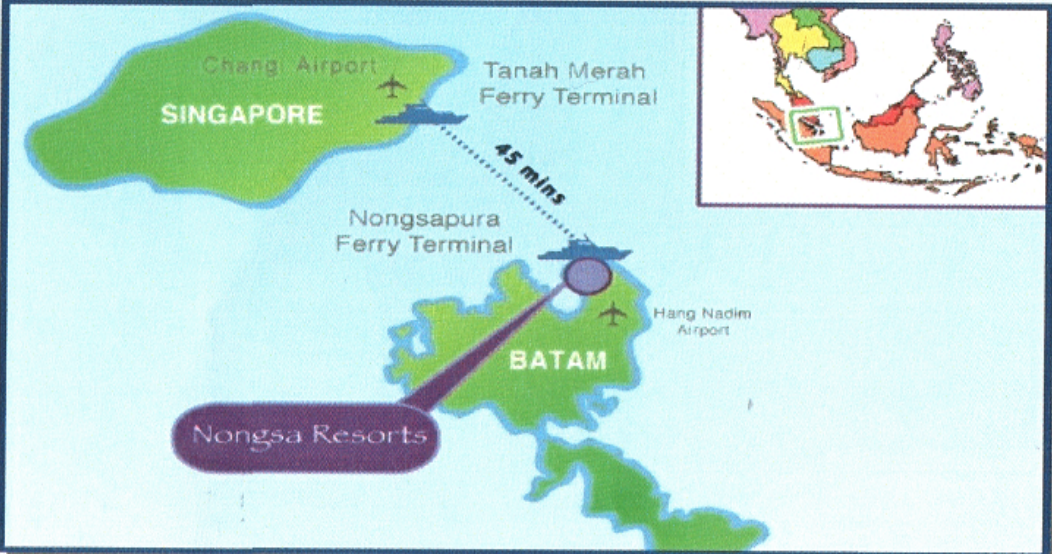 Changi Airport
SINGAPORE
Tanah Merah
Ferry Terminal
45 mins
Nongsapura
Ferry Terminal
Hang Nadim
Airport
BATAM
Nongsa Resorts